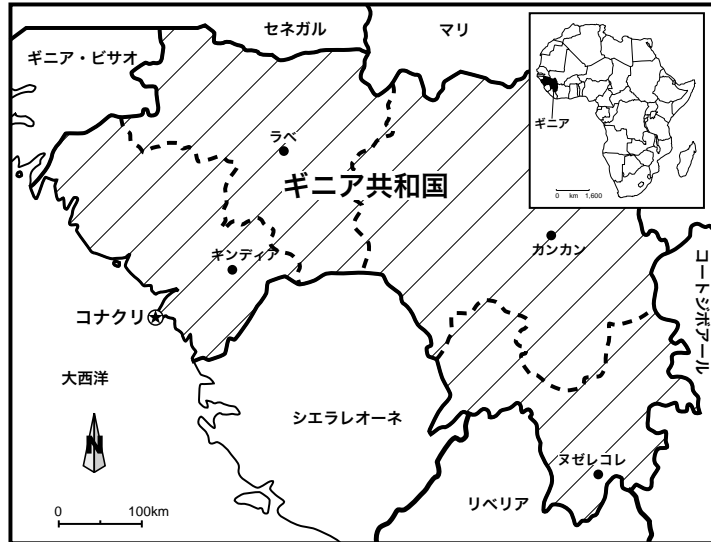 セネガル
マリ
ギニア・ビサオ
ギニア
0 km 1,600
ラベ
ギニア共和国
カンカン
キンディア
コートジボアール
コナクリ
大西洋
シエラレオーネ
N
ヌゼレコレ
リベリア
0 100km